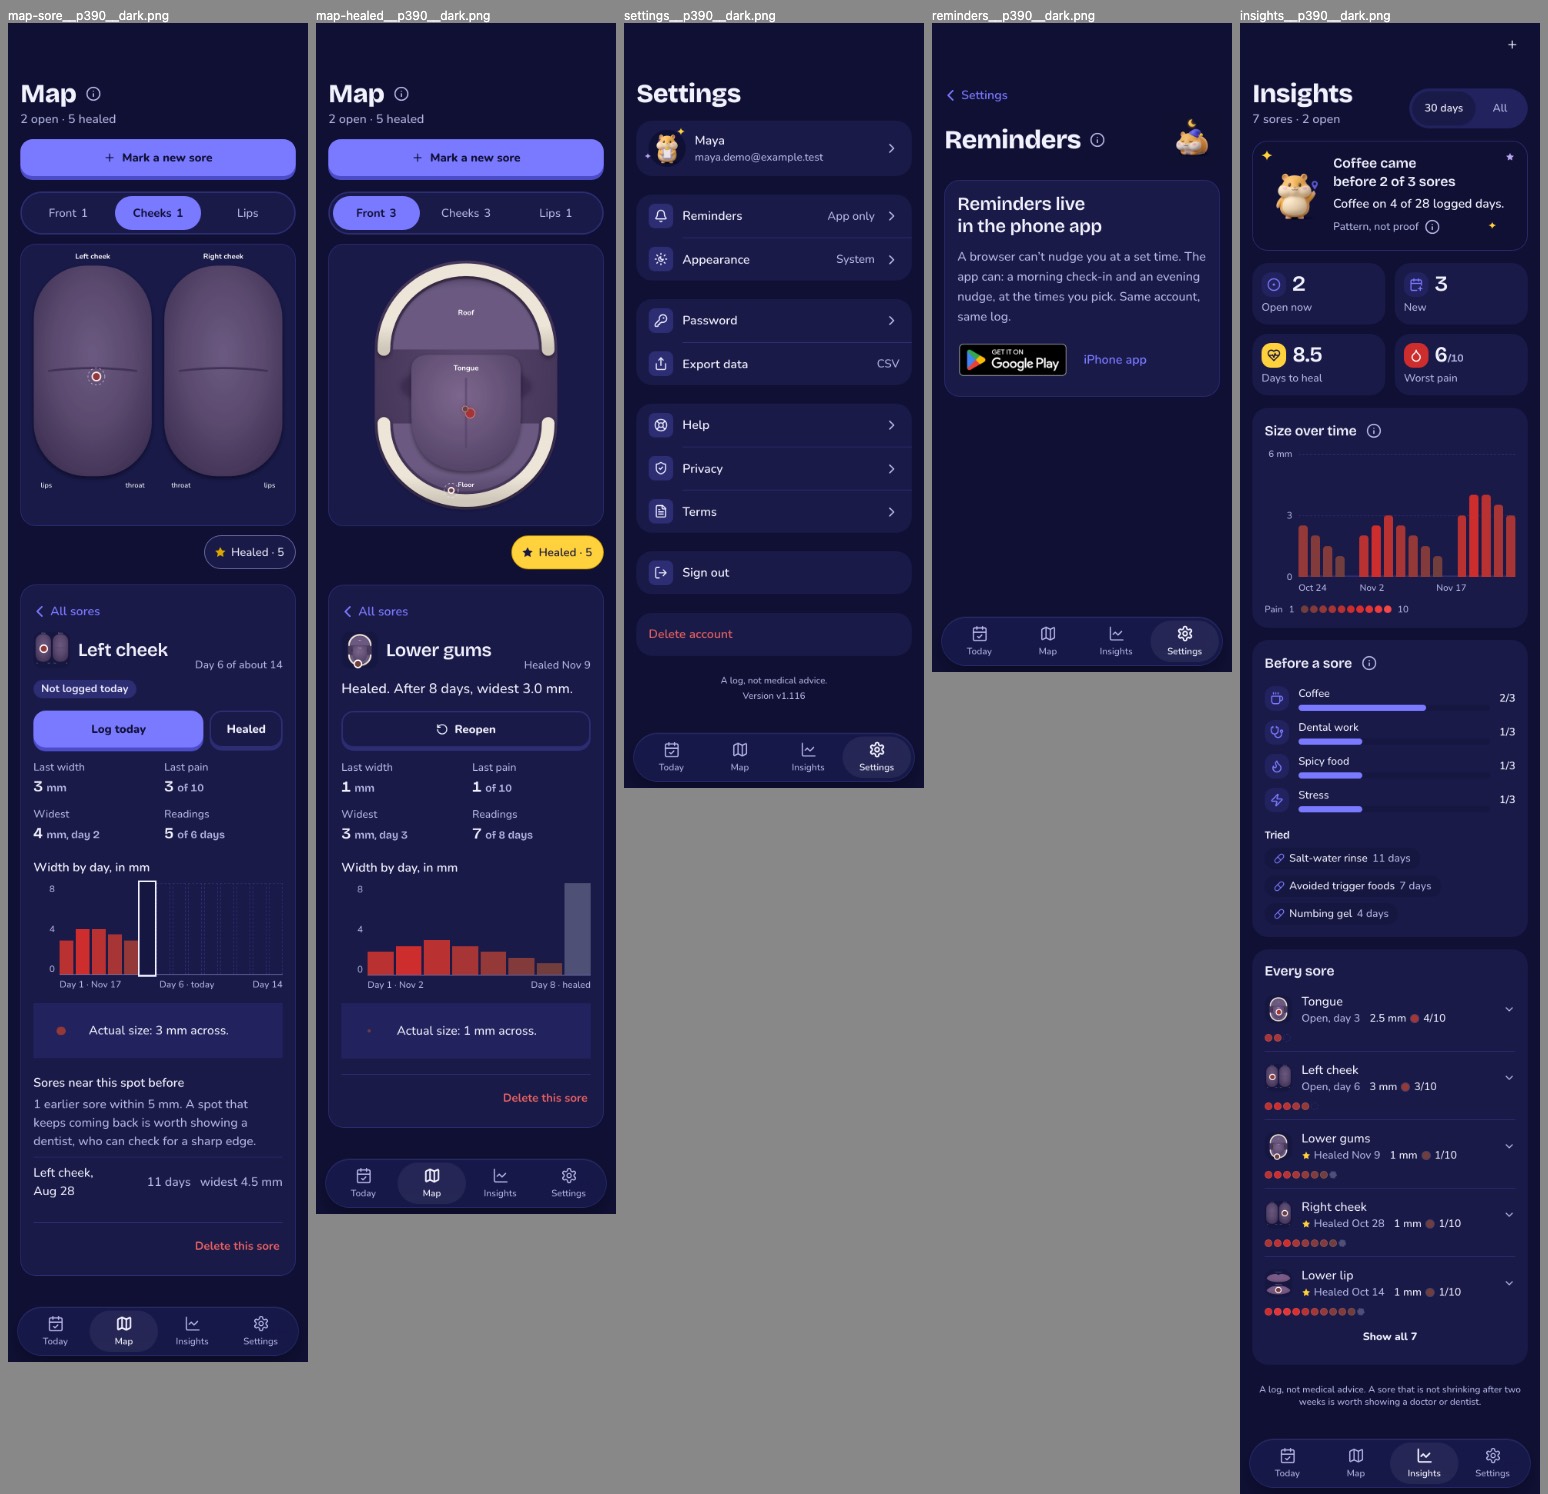 map-sore__p390__dark.png
Map
2 open · 5 healed
+ Mark a new sore
Front 1 Cheeks 1 Lips
Left cheek Right cheek
lips throat throat lips
Healed · 5
All sores
Left cheek Day 6 of about 14
Not logged today
Log today Healed
Last width Last pain
3 mm 3 of 10
Widest Readings
4 mm, day 2 5 of 6 days
Width by day, in mm
8
4
0
Day 1 · Nov 17 Day 6 · today Day 14
Actual size: 3 mm across.
Sores near this spot before
1 earlier sore within 5 mm. A spot that
keeps coming back is worth showing a
dentist, who can check for a sharp edge.
Left cheek,
Aug 28 11 days widest 4.5 mm
Delete this sore
Today Map Insights Settings
map-healed__p390__dark.png
Map
2 open · 5 healed
+ Mark a new sore
Front 3 Cheeks 3 Lips 1
Roof
Tongue
Floor
Healed · 5
All sores
Lower gums Healed Nov 9
Healed. After 8 days, widest 3.0 mm.
Reopen
Last width Last pain
1 mm 1 of 10
Widest Readings
3 mm, day 3 7 of 8 days
Width by day, in mm
8
4
0
Day 1 · Nov 2 Day 8 · healed
Actual size: 1 mm across.
Delete this sore
Today Map Insights Settings
settings__p390__dark.png
Settings
Maya
maya.demo@example.test
Reminders App only
Appearance System
Password
Export data CSV
Help
Privacy
Terms
Sign out
Delete account
A log, not medical advice.
Version v1.116
Today Map Insights Settings
reminders__p390__dark.png
Settings
Reminders
Reminders live
in the phone app
A browser can't nudge you at a set time. The
app can: a morning check-in and an evening
nudge, at the times you pick. Same account,
same log.
GET IT ON
Google Play iPhone app
Today Map Insights Settings
insights__p390__dark.png
+
Insights
7 sores · 2 open
30 days All
Coffee came
before 2 of 3 sores
Coffee on 4 of 28 logged days.
Pattern, not proof
2 3
Open now New
8.5 6/10
Days to heal Worst pain
Size over time
6 mm
3
0
Oct 24 Nov 2 Nov 17
Pain 1 10
Before a sore
Coffee 2/3
Dental work 1/3
Spicy food 1/3
Stress 1/3
Tried
Salt-water rinse 11 days
Avoided trigger foods 7 days
Numbing gel 4 days
Every sore
Tongue
Open, day 3 2.5 mm 4/10
Left cheek
Open, day 6 3 mm 3/10
Lower gums
Healed Nov 9 1 mm 1/10
Right cheek
Healed Oct 28 1 mm 1/10
Lower lip
Healed Oct 14 1 mm 1/10
Show all 7
A log, not medical advice. A sore that is not shrinking after two
weeks is worth showing a doctor or dentist.
Today Map Insights Settings